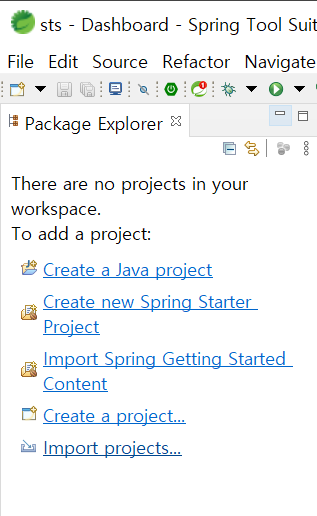 sts - Dashboard - Spring Tool Suit
File Edit Source Refactor Navigate
Package Explorer
There are no projects in your
workspace.
To add a project:
Create a Java project
Create new Spring Starter
Project
Import Spring Getting Started
Content
Create a project...
Import projects...